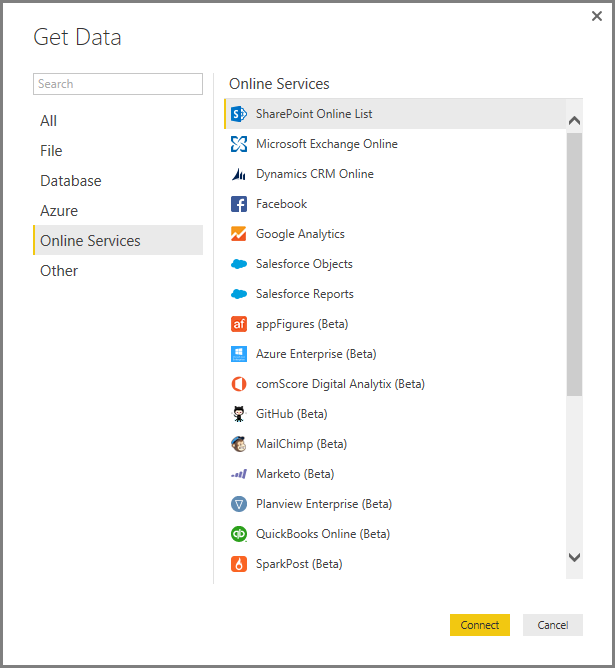 Get Data
Search
All
File
Database
Azure
Online Services
Other
Online Services
SharePoint Online List
Microsoft Exchange Online
Dynamics CRM Online
Facebook
Google Analytics
Salesforce Objects
Salesforce Reports
appFigures (Beta)
Azure Enterprise (Beta)
comScore Digital Analytix (Beta)
GitHub (Beta)
MailChimp (Beta)
Marketo (Beta)
Planview Enterprise (Beta)
QuickBooks Online (Beta)
SparkPost (Beta)
Connect
Cancel